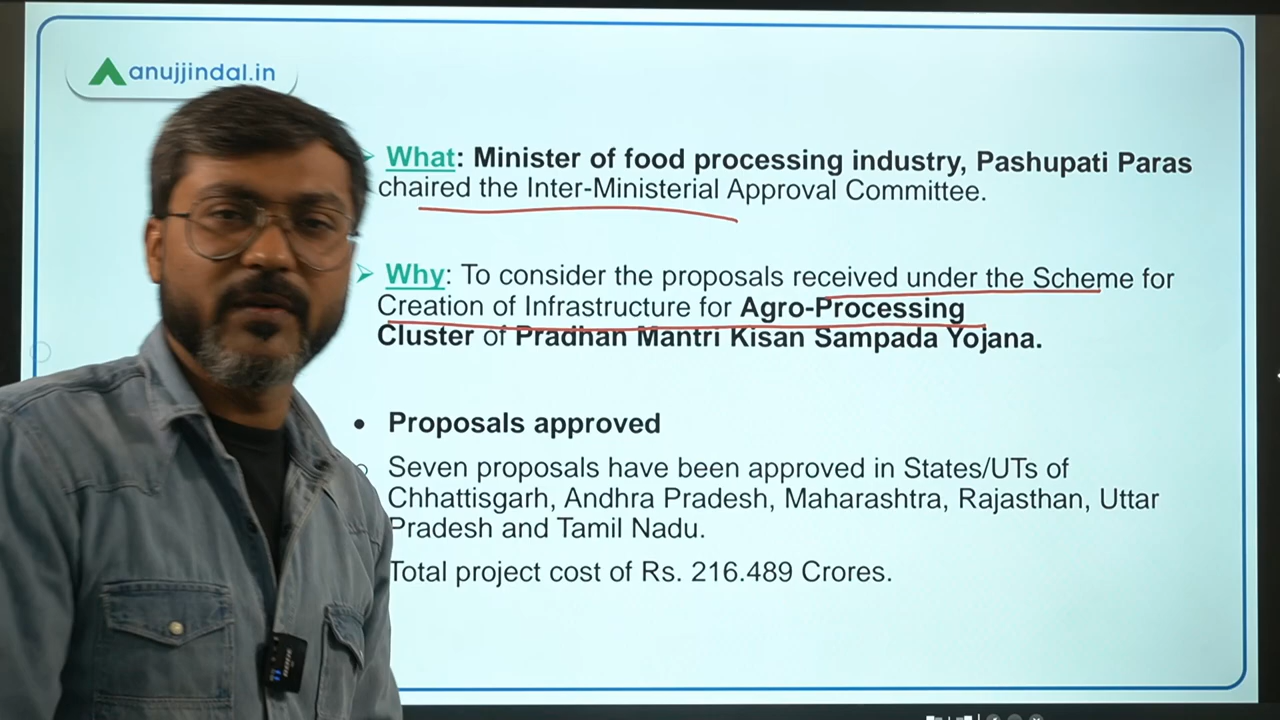 anujjindal.in
What: Minister of food processing industry, Pashupati Paras
chaired the Inter-Ministerial Approval Committee.
Why: To consider the proposals received under the Scheme for
Creation of Infrastructure for Agro-Processing
Cluster of Pradhan Mantri Kisan Sampada Yojana.
• Proposals approved
Seven proposals have been approved in States/UTs of
Chhattisgarh, Andhra Pradesh, Maharashtra, Rajasthan, Uttar
Pradesh and Tamil Nadu.
Total project cost of Rs. 216.489 Crores.